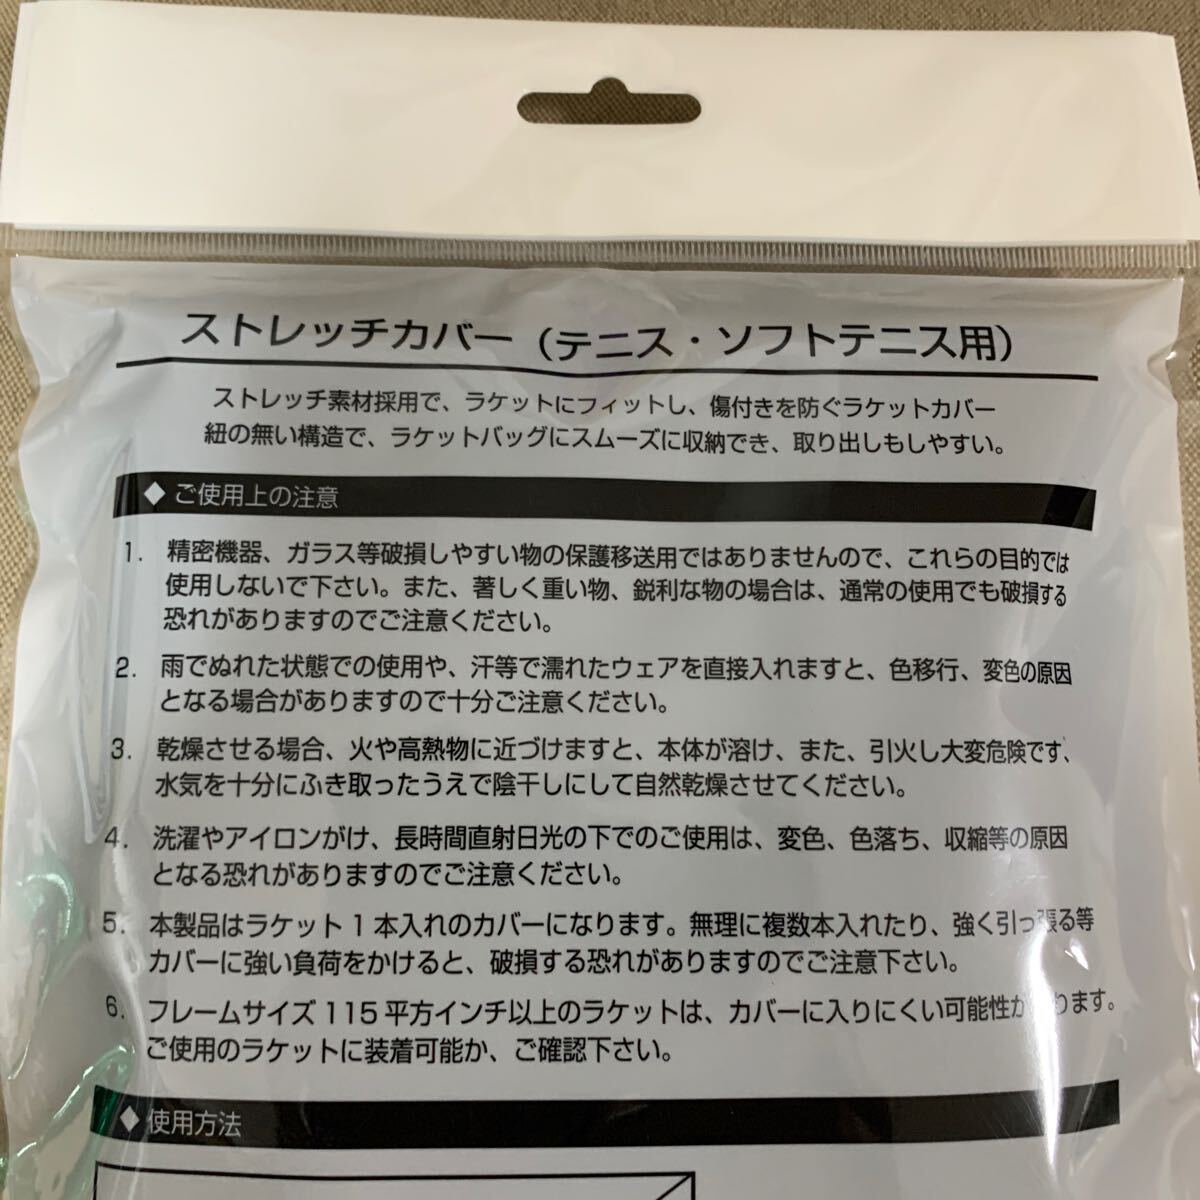 ストレッチカバー（テニス・ソフトテニス用）
ストレッチ素材採用で、ラケットにフィットし、傷付きを防ぐラケットカバー
紐の無い構造で、ラケットバッグにスムーズに収納でき、取り出しもしやすい。
◆ ご使用上の注意
1. 精密機器、ガラス等破損しやすい物の保護移送用ではありませんので、これらの目的では
使用しないで下さい。また、著しく重い物、鋭利な物の場合は、通常の使用でも破損する
恐れがありますのでご注意ください。
2. 雨でぬれた状態での使用や、汗等で濡れたウェアを直接入れますと、色移行、変色の原因
となる場合がありますので十分ご注意ください。
3. 乾燥させる場合、火や高熱物に近づけますと、本体が溶け、また、引火し大変危険です、
水気を十分にふき取ったうえで陰干しにして自然乾燥させてください。
4. 洗濯やアイロンがけ、長時間直射日光の下でのご使用は、変色、色落ち、収縮等の原因
となる恐れがありますのでご注意ください。
5. 本製品はラケット1本入れのカバーになります。無理に複数本入れたり、強く引っ張る等
カバーに強い負荷をかけると、破損する恐れがありますのでご注意下さい。
6. フレームサイズ115平方インチ以上のラケットは、カバーに入りにくい可能性があります。
ご使用のラケットに装着可能か、ご確認下さい。
◆ 使用方法